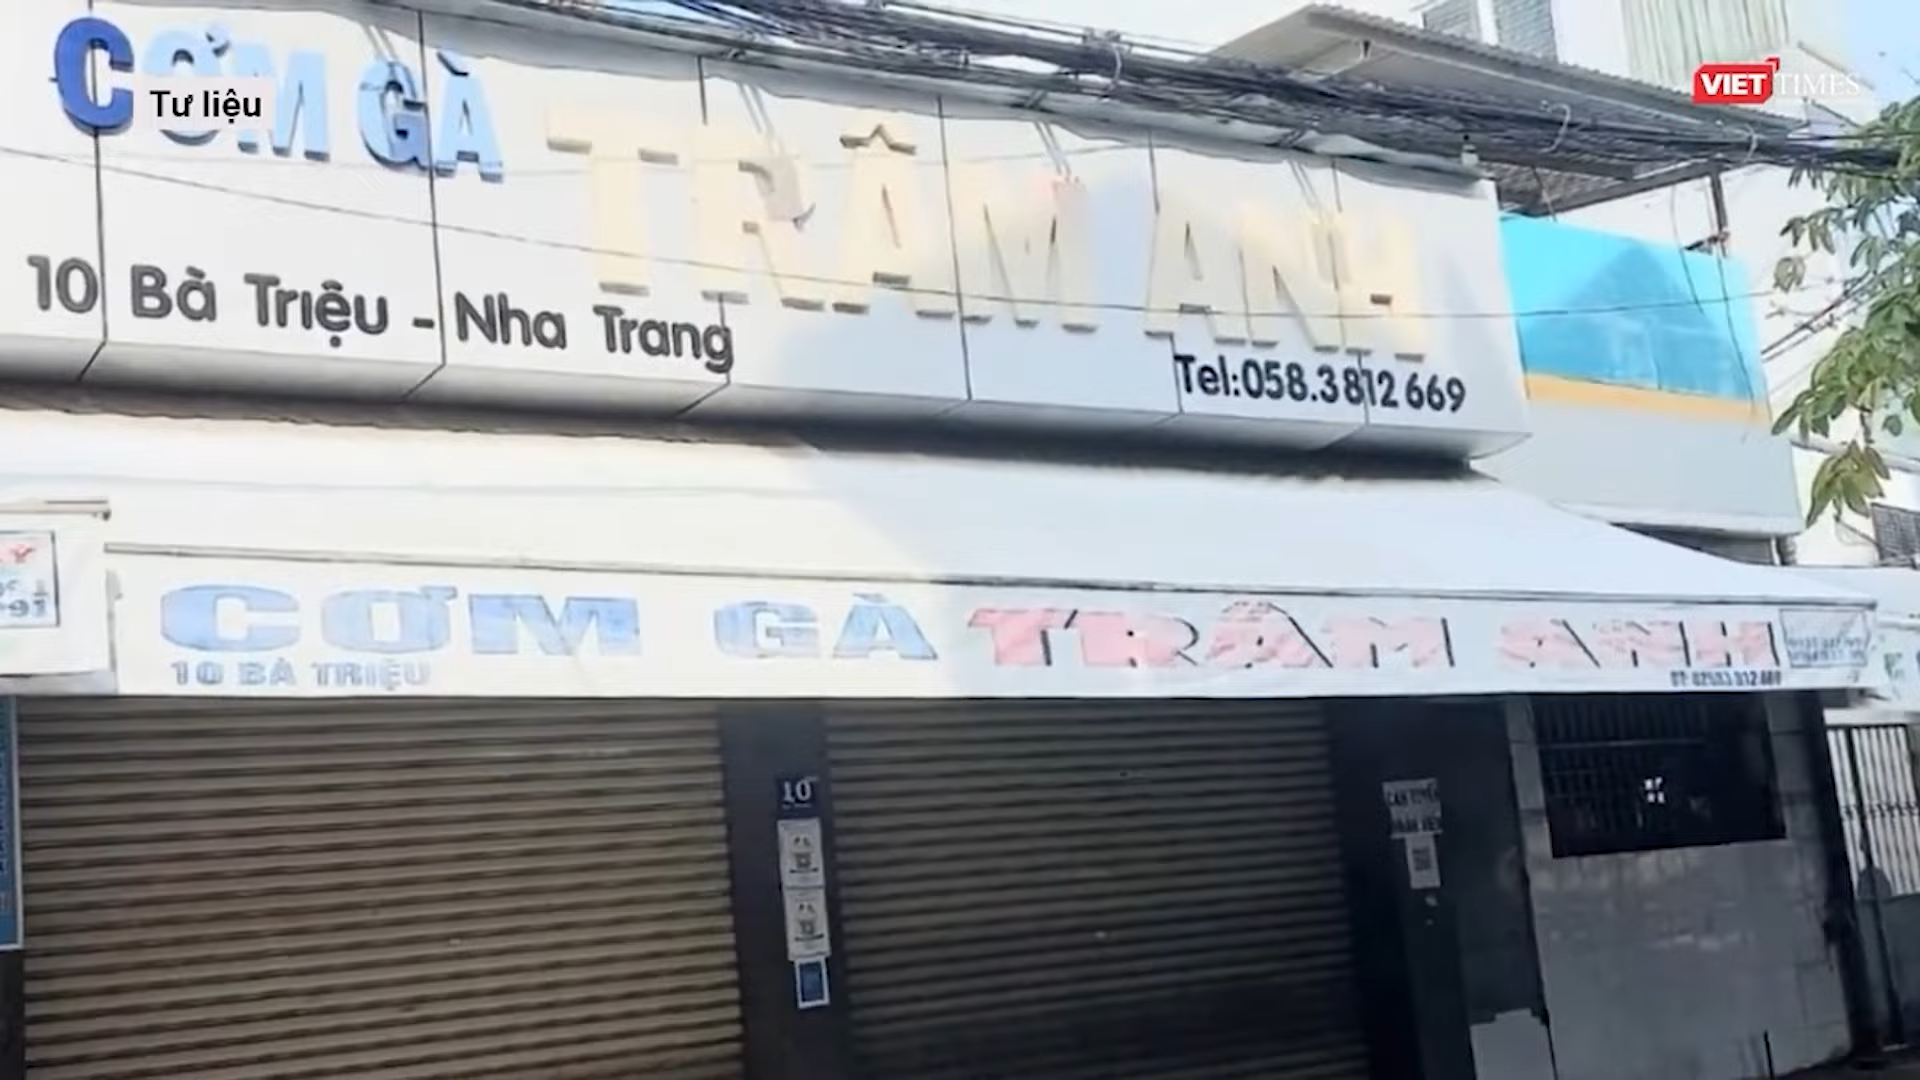 CƠM GÀ TRÂM ANH
Tư liệu
VIETTIMES
10 Bà Triệu - Nha Trang
Tel:058.3812 669
CƠM GÀ TRÂM ANH
10 BÀ TRIỆU
10